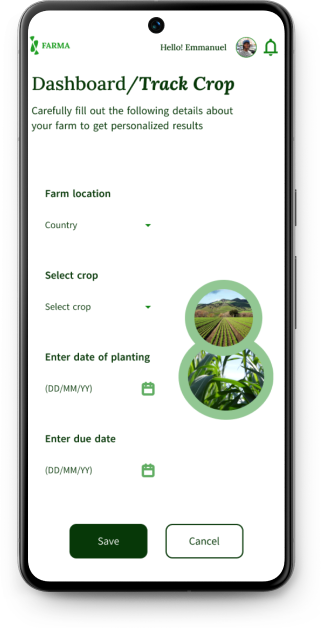 FARMA
Hello! Emmanuel
Dashboard/Track Crop
Carefully fill out the following details about
your farm to get personalized results
Farm location
Country
Select crop
Select crop
Enter date of planting
(DD/MM/YY)
Enter due date
(DD/MM/YY)
Save
Cancel